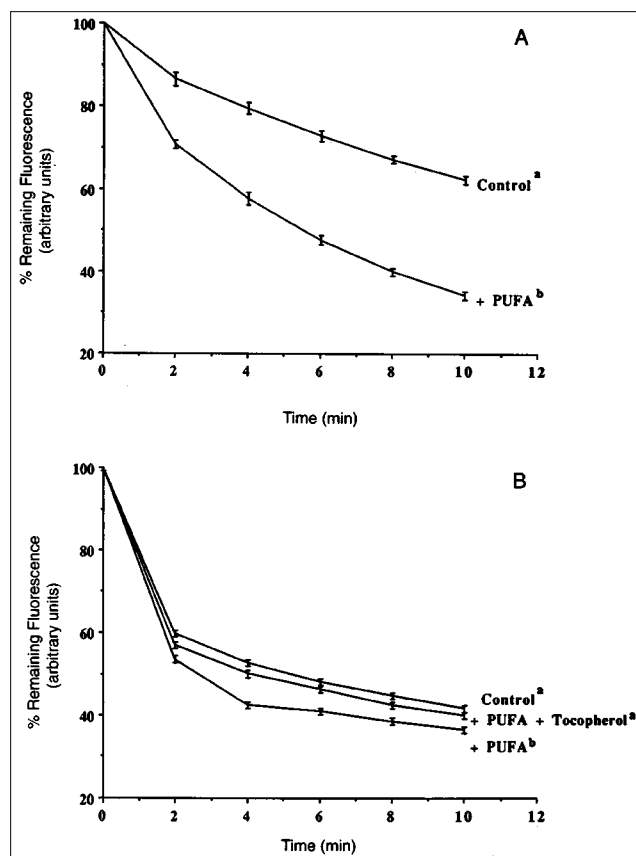 A
100
80
60
40
20
0 2 4 6 8 10 12
% Remaining Fluorescence
(arbitrary units)
Control a
+ PUFA b
Time (min)
B
100
80
60
40
20
0 2 4 6 8 10 12
% Remaining Fluorescence
(arbitrary units)
Control a
+ PUFA + Tocopherol a
+ PUFA b
Time (min)